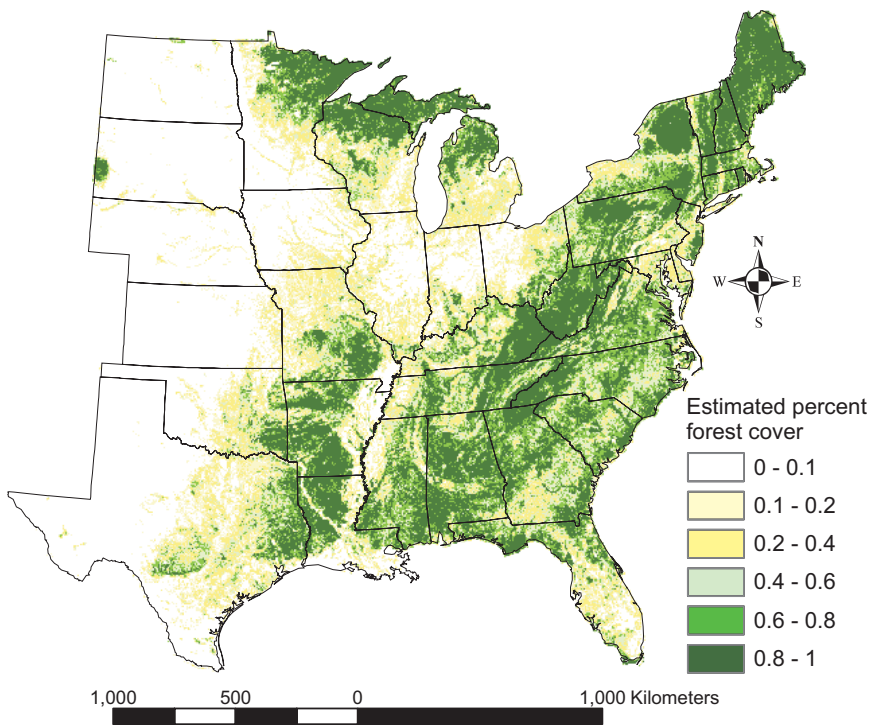 N
W E
S
Estimated percent
forest cover
0 - 0.1
0.1 - 0.2
0.2 - 0.4
0.4 - 0.6
0.6 - 0.8
0.8 - 1
1,000 500 0 1,000 Kilometers